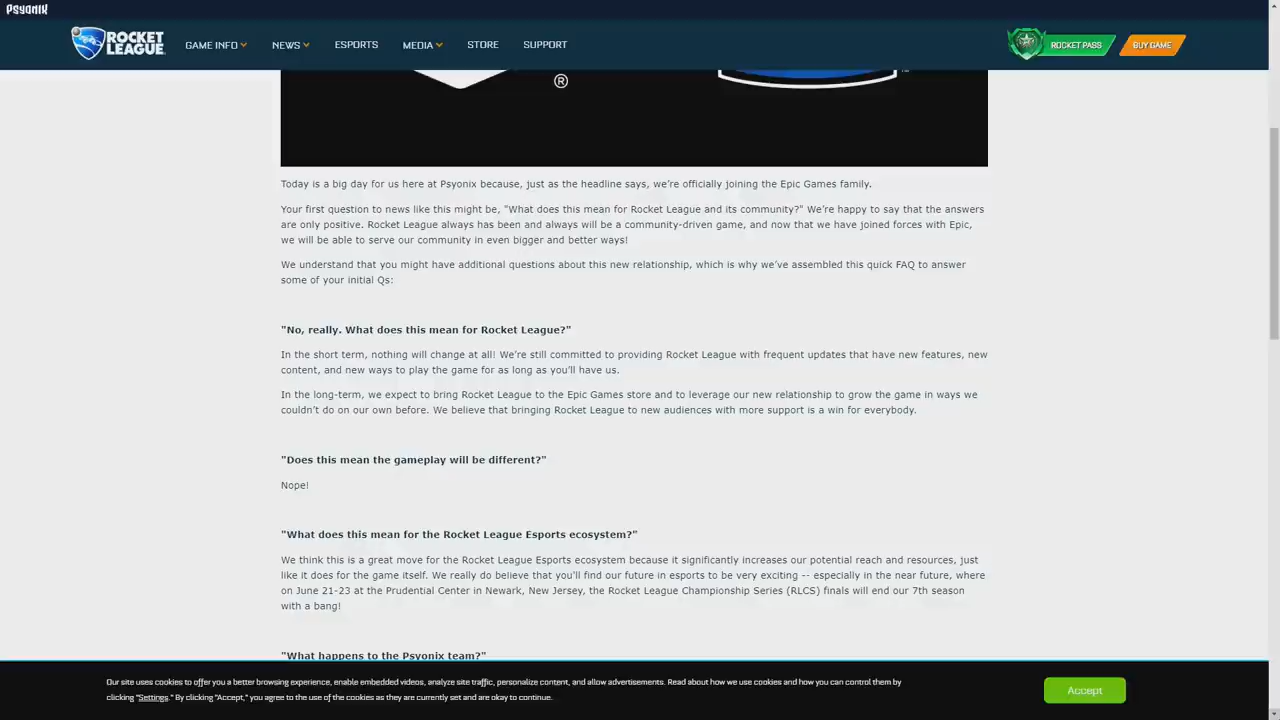 Psyonix
ROCKET LEAGUE
GAME INFO
NEWS
ESPORTS
MEDIA
STORE
SUPPORT
ROCKET PASS
BUY GAME
®
™
Today is a big day for us here at Psyonix because, just as the headline says, we’re officially joining the Epic Games family.
Your first question to news like this might be, "What does this mean for Rocket League and its community?" We’re happy to say that the answers
are only positive. Rocket League always has been and always will be a community-driven game, and now that we have joined forces with Epic,
we will be able to serve our community in even bigger and better ways!
We understand that you might have additional questions about this new relationship, which is why we’ve assembled this quick FAQ to answer
some of your initial Qs:
"No, really. What does this mean for Rocket League?"
In the short term, nothing will change at all! We’re still committed to providing Rocket League with frequent updates that have new features, new
content, and new ways to play the game for as long as you’ll have us.
In the long-term, we expect to bring Rocket League to the Epic Games store and to leverage our new relationship to grow the game in ways we
couldn’t do on our own before. We believe that bringing Rocket League to new audiences with more support is a win for everybody.
"Does this mean the gameplay will be different?"
Nope!
"What does this mean for the Rocket League Esports ecosystem?"
We think this is a great move for the Rocket League Esports ecosystem because it significantly increases our potential reach and resources, just
like it does for the game itself. We really do believe that you’ll find our future in esports to be very exciting -- especially in the near future, where
on June 21-23 at the Prudential Center in Newark, New Jersey, the Rocket League Championship Series (RLCS) finals will end our 7th season
with a bang!
"What happens to the Psyonix team?"
Our site uses cookies to offer you a better browsing experience, enable embedded videos, analyze site traffic, personalize content, and allow advertisements. Read about how we use cookies and how you can control them by
clicking "Settings." By clicking "Accept," you agree to the use of the cookies as they are currently set and are okay to continue.
Accept